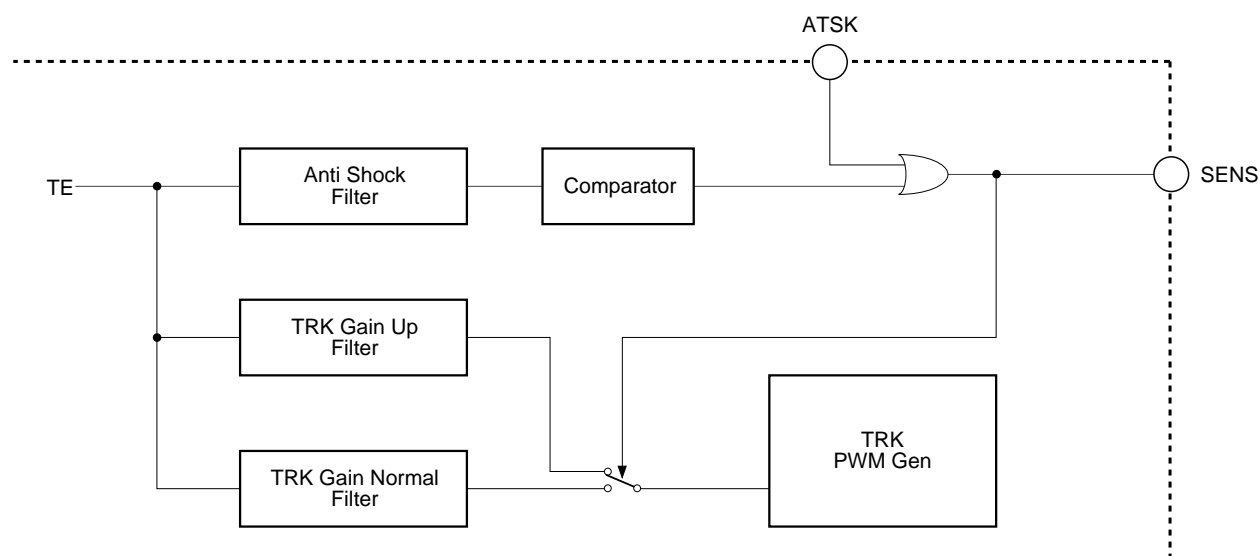 ATSK
TE
Anti Shock
Filter
Comparator
SENS
TRK Gain Up
Filter
TRK
PWM Gen
TRK Gain Normal
Filter